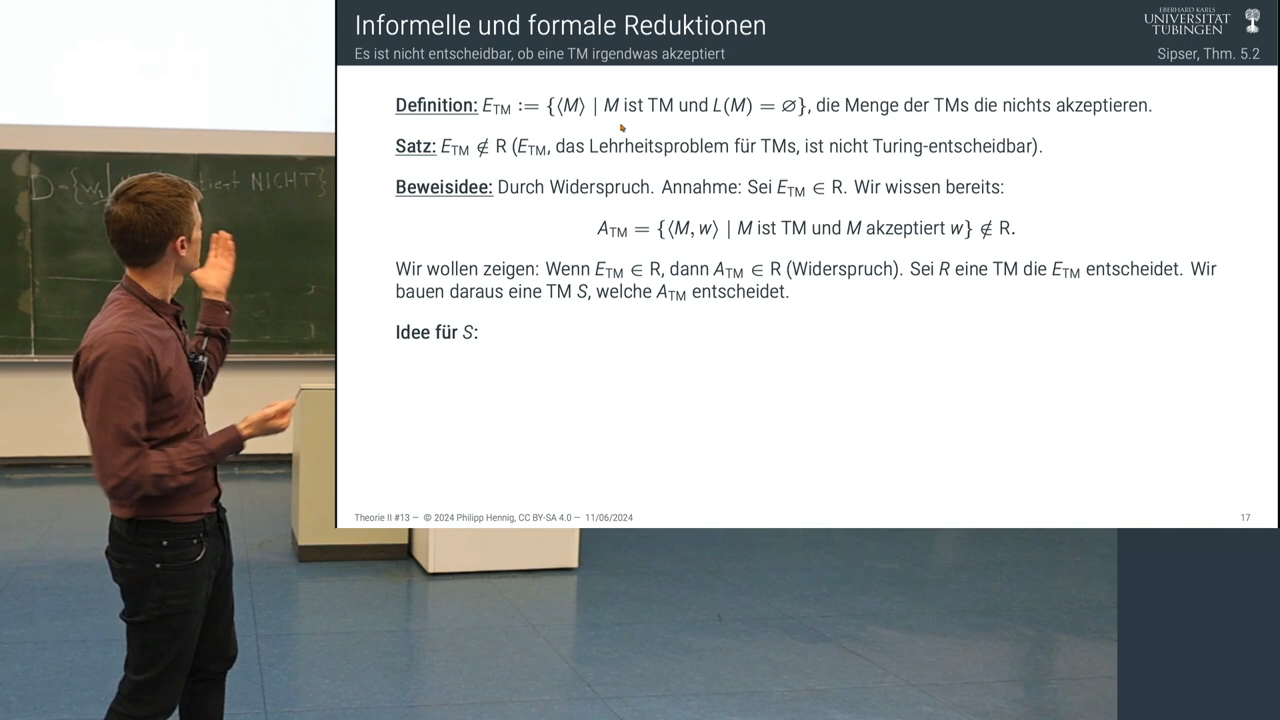 Informelle und formale Reduktionen
Es ist nicht entscheidbar, ob eine TM irgendwas akzeptiert
EBERHARD KARLS
UNIVERSITÄT
TÜBINGEN
Sipser, Thm. 5.2
Definition: E_TM := {⟨M⟩ | M ist TM und L(M) = ∅}, die Menge der TMs die nichts akzeptieren.
Satz: E_TM ∉ R (E_TM, das Lehrheitsproblem für TMs, ist nicht Turing-entscheidbar).
Beweisidee: Durch Widerspruch. Annahme: Sei E_TM ∈ R. Wir wissen bereits:
A_TM = {⟨M, w⟩ | M ist TM und M akzeptiert w} ∉ R.
Wir wollen zeigen: Wenn E_TM ∈ R, dann A_TM ∈ R (Widerspruch). Sei R eine TM die E_TM entscheidet. Wir
bauen daraus eine TM S, welche A_TM entscheidet.
Idee für S:
Theorie II #13 — © 2024 Philipp Hennig, CC BY-SA 4.0 — 11/06/2024
17
D={w
NICHT}